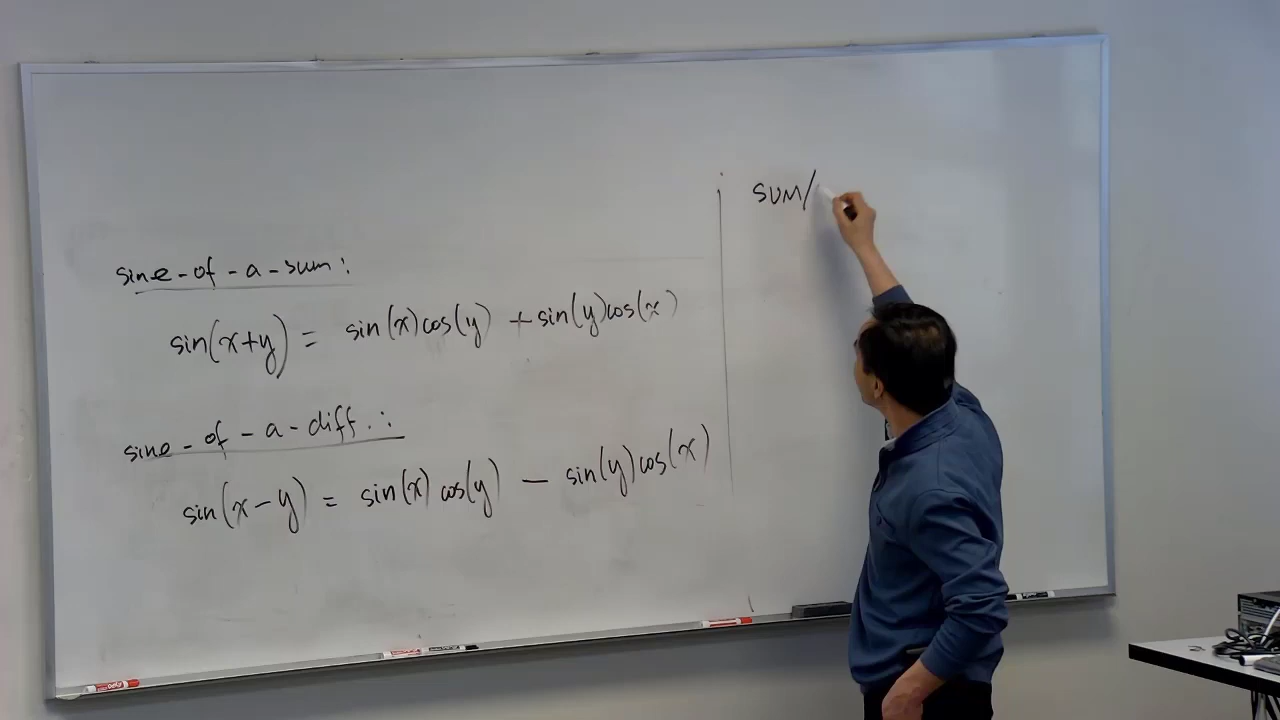 sine-of-a-sum:
sin(x+y) = sin(x)cos(y) + sin(y)cos(x)
sine-of-a-diff.:
sin(x-y) = sin(x)cos(y) - sin(y)cos(x)
SUM/